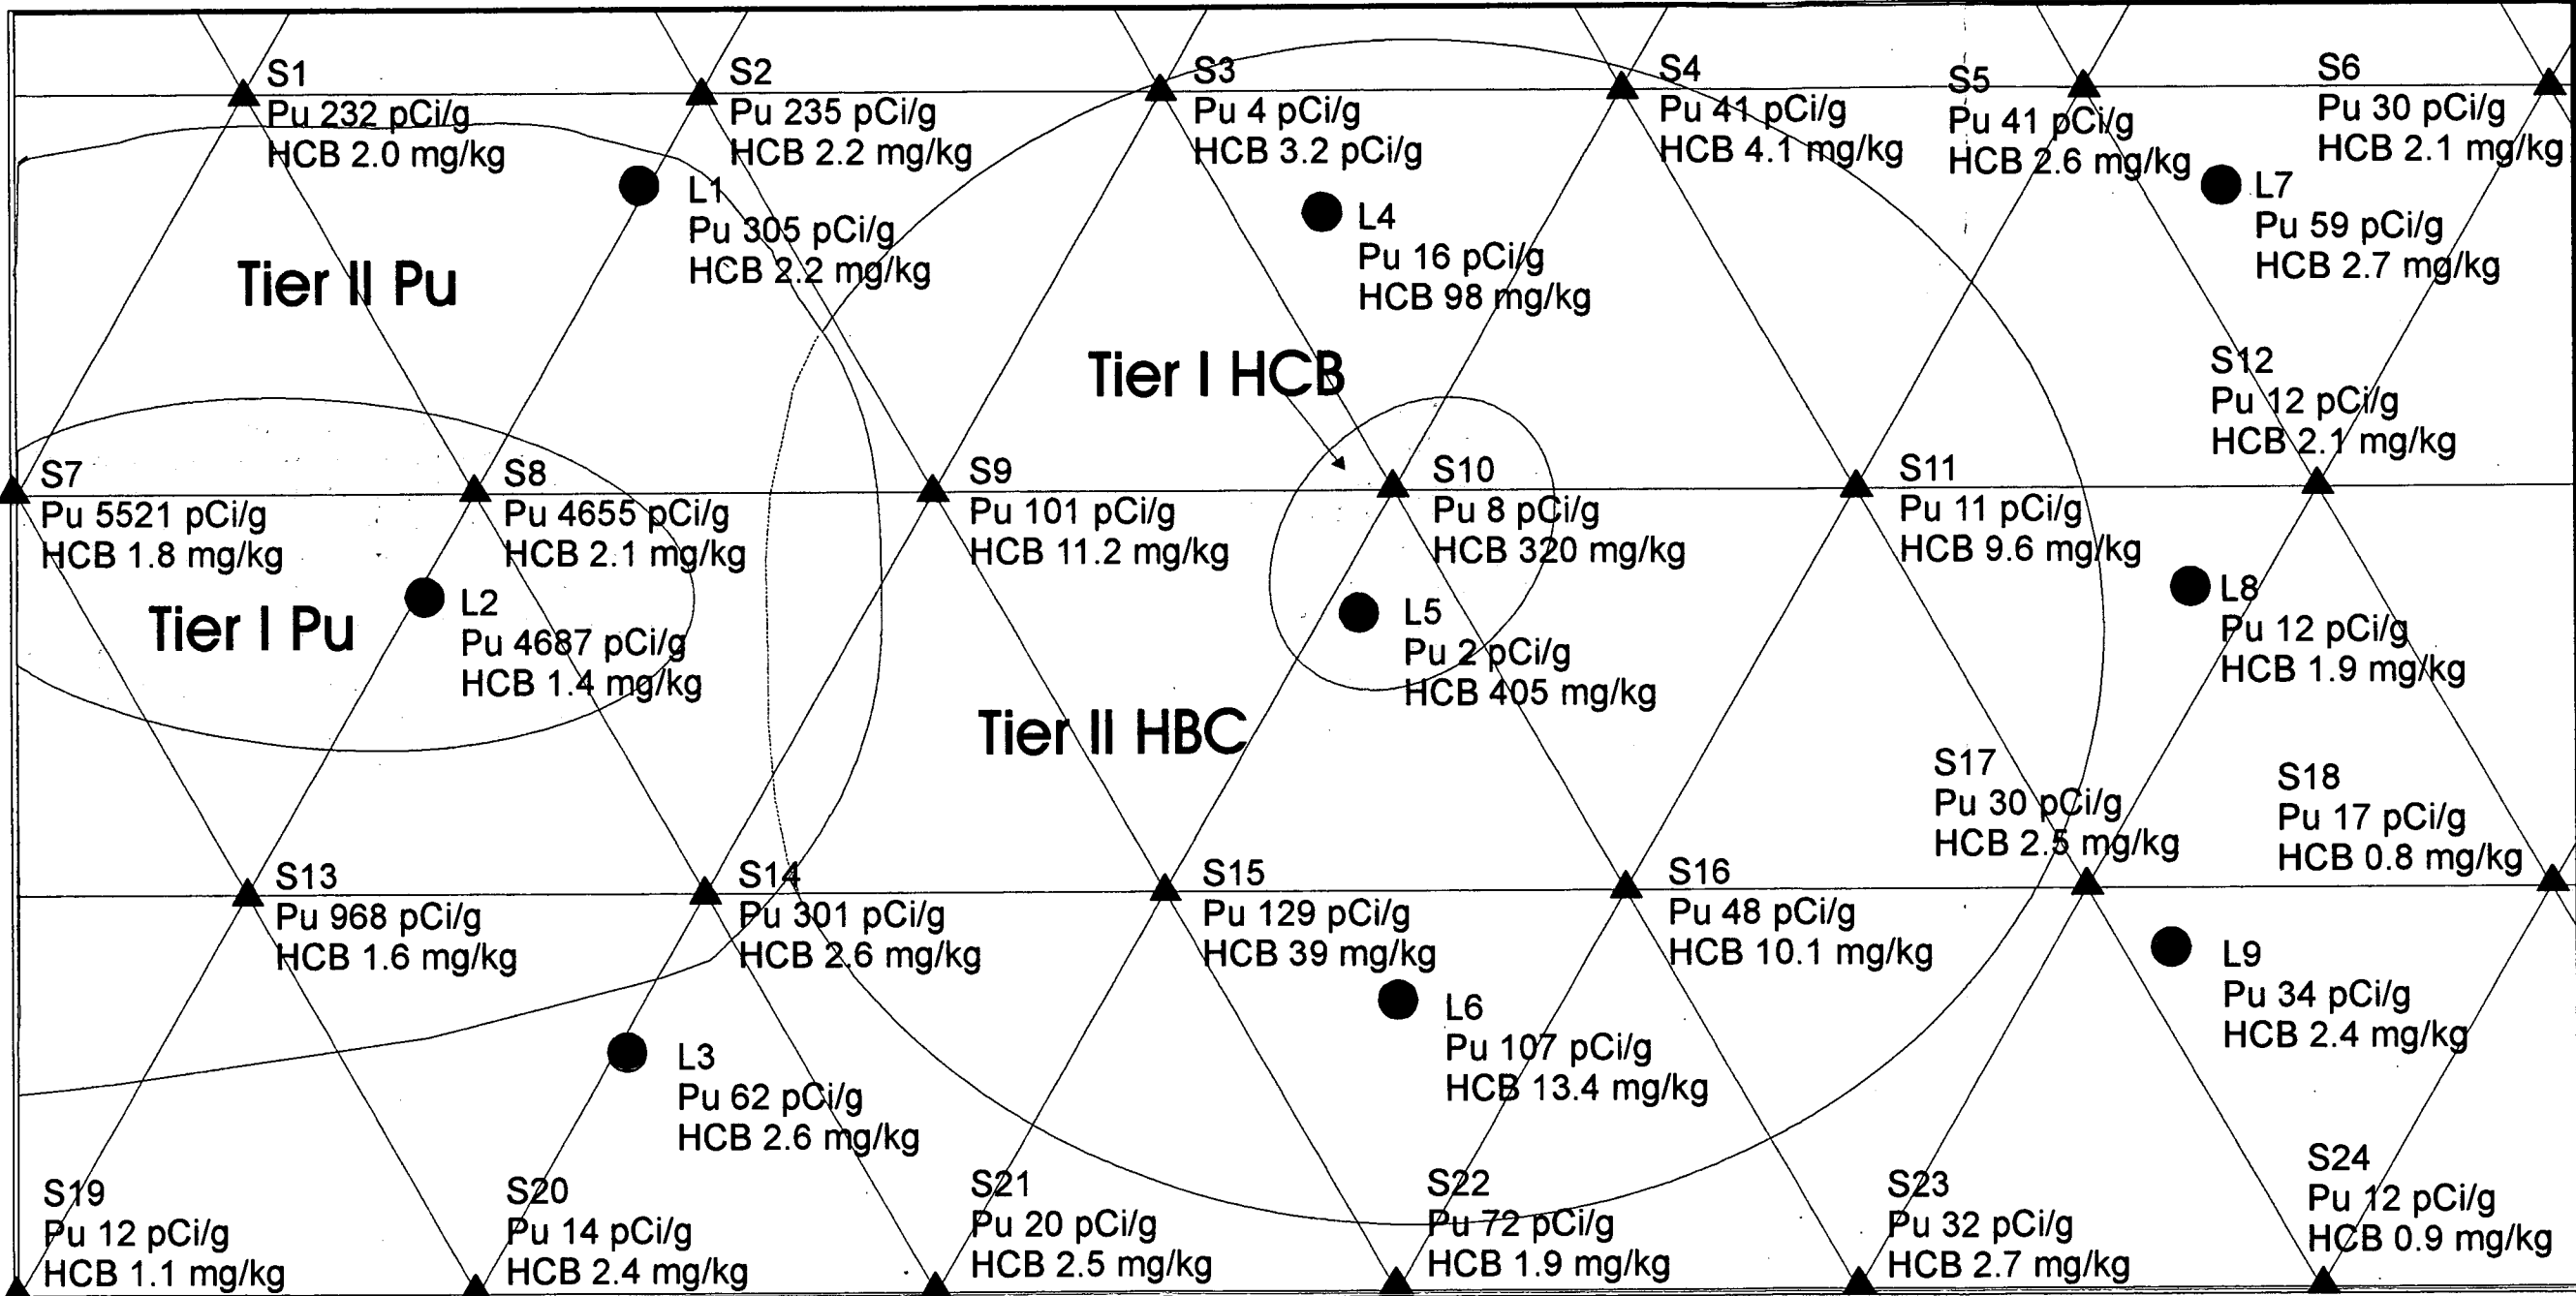 S1
Pu 232 pCi/g
HCB 2.0 mg/kg
S2
Pu 235 pCi/g
HCB 2.2 mg/kg
S3
Pu 4 pCi/g
HCB 3.2 pCi/g
S4
Pu 41 pCi/g
HCB 4.1 mg/kg
S5
Pu 41 pCi/g
HCB 2.6 mg/kg
S6
Pu 30 pCi/g
HCB 2.1 mg/kg
L1
Pu 305 pCi/g
HCB 2.2 mg/kg
L4
Pu 16 pCi/g
HCB 98 mg/kg
L7
Pu 59 pCi/g
HCB 2.7 mg/kg
Tier II Pu
Tier I HCB
S12
Pu 12 pCi/g
HCB 2.1 mg/kg
S7
Pu 5521 pCi/g
HCB 1.8 mg/kg
S8
Pu 4655 pCi/g
HCB 2.1 mg/kg
S9
Pu 101 pCi/g
HCB 11.2 mg/kg
S10
Pu 8 pCi/g
HCB 320 mg/kg
S11
Pu 11 pCi/g
HCB 9.6 mg/kg
Tier I Pu
L2
Pu 4687 pCi/g
HCB 1.4 mg/kg
L5
Pu 2 pCi/g
HCB 405 mg/kg
L8
Pu 12 pCi/g
HCB 1.9 mg/kg
Tier II HBC
S17
Pu 30 pCi/g
HCB 2.5 mg/kg
S18
Pu 17 pCi/g
HCB 0.8 mg/kg
S13
Pu 968 pCi/g
HCB 1.6 mg/kg
S14
Pu 301 pCi/g
HCB 2.6 mg/kg
S15
Pu 129 pCi/g
HCB 39 mg/kg
S16
Pu 48 pCi/g
HCB 10.1 mg/kg
L3
Pu 62 pCi/g
HCB 2.6 mg/kg
L6
Pu 107 pCi/g
HCB 13.4 mg/kg
L9
Pu 34 pCi/g
HCB 2.4 mg/kg
S19
Pu 12 pCi/g
HCB 1.1 mg/kg
S20
Pu 14 pCi/g
HCB 2.4 mg/kg
S21
Pu 20 pCi/g
HCB 2.5 mg/kg
S22
Pu 72 pCi/g
HCB 1.9 mg/kg
S23
Pu 32 pCi/g
HCB 2.7 mg/kg
S24
Pu 12 pCi/g
HCB 0.9 mg/kg